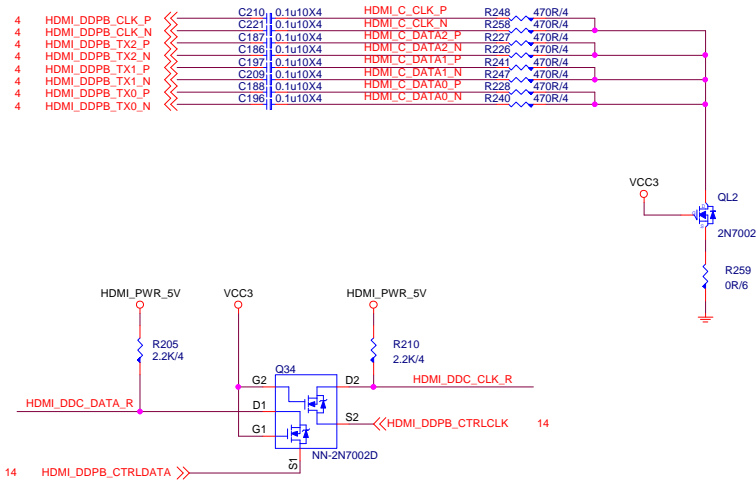 4 HDMI_DDPB_CLK_P C210 0.1u10X4 HDMI_C_CLK_P R248 470R/4
4 HDMI_DDPB_CLK_N C221 0.1u10X4 HDMI_C_CLK_N R258 470R/4
4 HDMI_DDPB_TX2_P C187 0.1u10X4 HDMI_C_DATA2_P R227 470R/4
4 HDMI_DDPB_TX2_N C186 0.1u10X4 HDMI_C_DATA2_N R226 470R/4
4 HDMI_DDPB_TX1_P C197 0.1u10X4 HDMI_C_DATA1_P R241 470R/4
4 HDMI_DDPB_TX1_N C209 0.1u10X4 HDMI_C_DATA1_N R247 470R/4
4 HDMI_DDPB_TX0_P C188 0.1u10X4 HDMI_C_DATA0_P R228 470R/4
4 HDMI_DDPB_TX0_N C196 0.1u10X4 HDMI_C_DATA0_N R240 470R/4
VCC3
QL2
2N7002
R259
0R/6
HDMI_PWR_5V VCC3 HDMI_PWR_5V
R205
2.2K/4
R210
2.2K/4
Q34
G2 D2 HDMI_DDC_CLK_R
HDMI_DDC_DATA_R D1
S2 HDMI_DDPB_CTRLCLK 14
G1
NN-2N7002D
S1
14 HDMI_DDPB_CTRLDATA